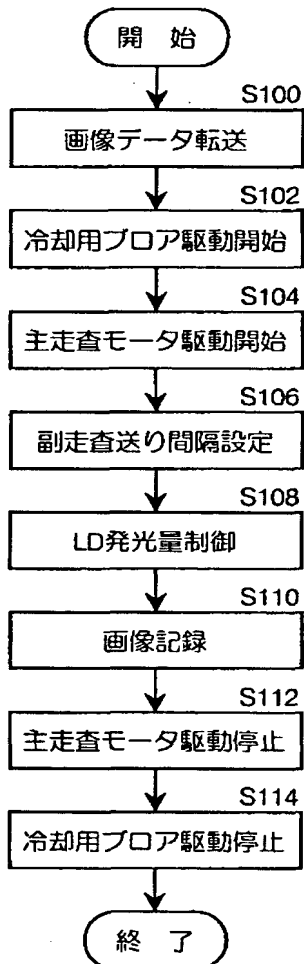 開 始
S100
画像データ転送
S102
冷却用ブロア駆動開始
S104
主走査モータ駆動開始
S106
副走査送り間隔設定
S108
LD発光量制御
S110
画像記録
S112
主走査モータ駆動停止
S114
冷却用ブロア駆動停止
終 了